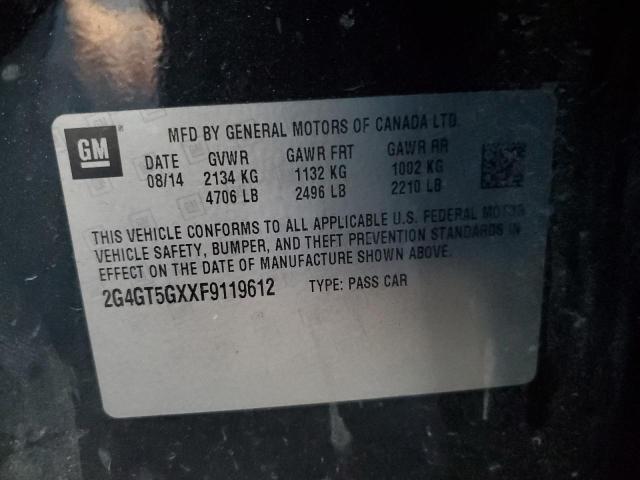 GM
MFD BY GENERAL MOTORS OF CANADA LTD.
DATE GVWR GAWR FRT GAWR RR
08/14 2134 KG 1132 KG 1002 KG
4706 LB 2496 LB 2210 LB
THIS VEHICLE CONFORMS TO ALL APPLICABLE U.S. FEDERAL MOTOR
VEHICLE SAFETY, BUMPER, AND THEFT PREVENTION STANDARDS IN
EFFECT ON THE DATE OF MANUFACTURE SHOWN ABOVE.
2G4GT5GXXF9119612 TYPE: PASS CAR